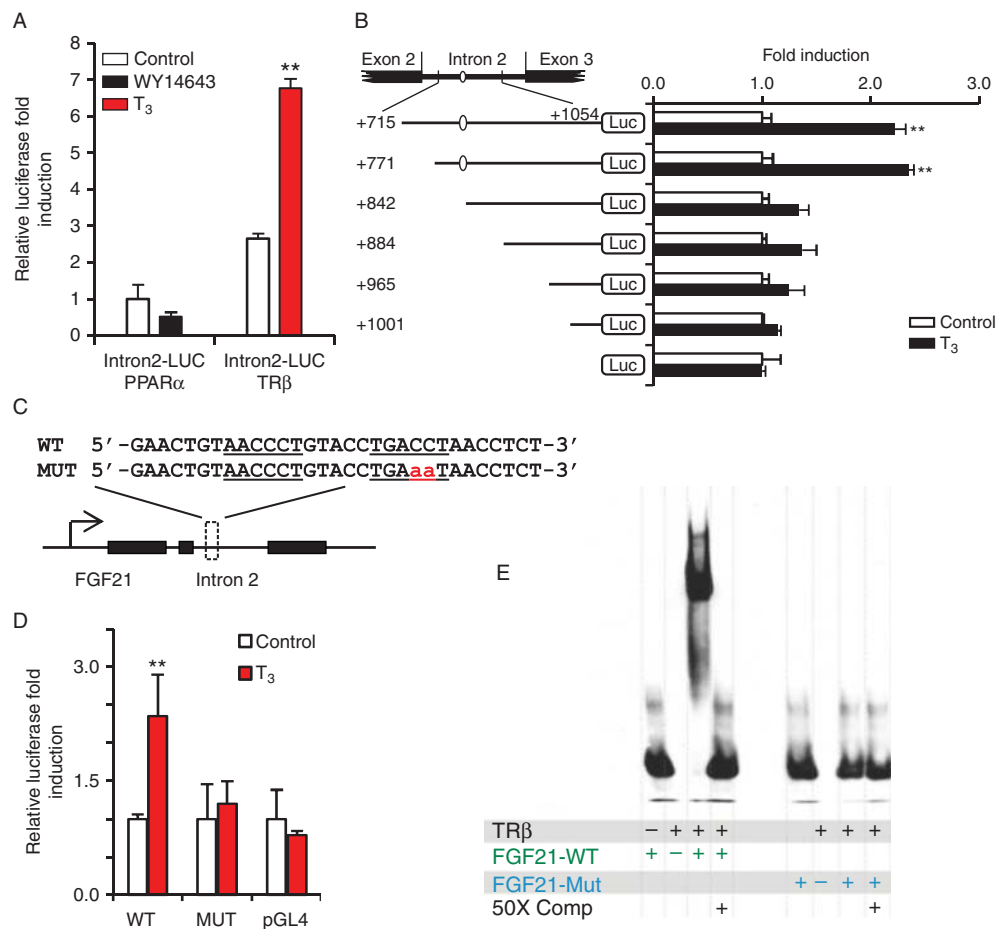 A
Relative luciferase fold
induction
8
7
6
5
4
3
2
1
0
Control
WY14643
T3
**
Intron2-LUC
PPARα
Intron2-LUC
TRβ
B
Exon 2
Intron 2
Exon 3
+1054
+715
Luc
+771
Luc
+842
Luc
+884
Luc
+965
Luc
+1001
Luc
Luc
Fold induction
0.0
1.0
2.0
3.0
**
**
Control
T3
C
WT 5′-GAACTGTAACCCTGTACCTGACCTAACCTCT-3′
MUT 5′-GAACTGTAACCCTGTACCTGAaaTAACCTCT-3′
FGF21
Intron 2
D
Relative luciferase fold
induction
3.0
1.5
0.0
**
Control
T3
WT
MUT
pGL4
E
TRβ − + + + + + +
FGF21-WT + − + +
FGF21-Mut + − + +
50X Comp + +